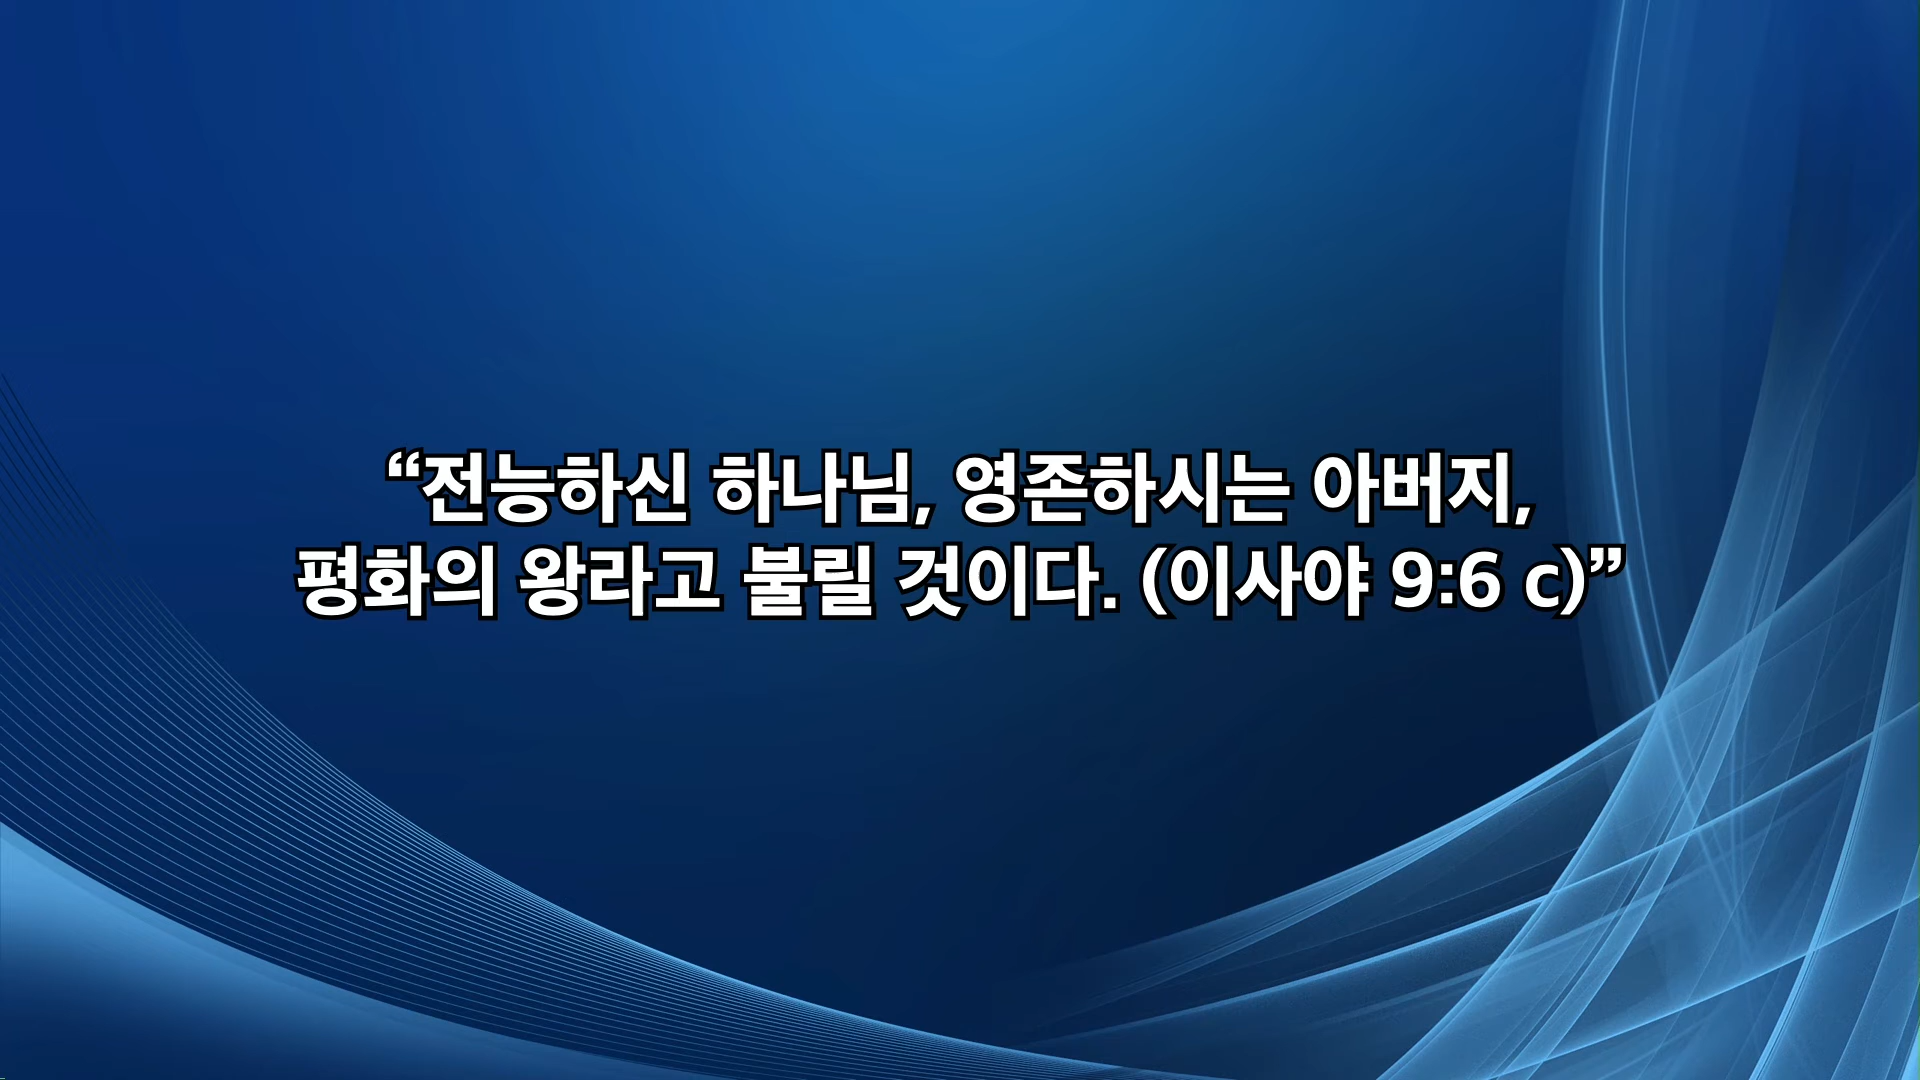 “전능하신 하나님, 영존하시는 아버지,
평화의 왕라고 불릴 것이다. (이사야 9:6 c)”